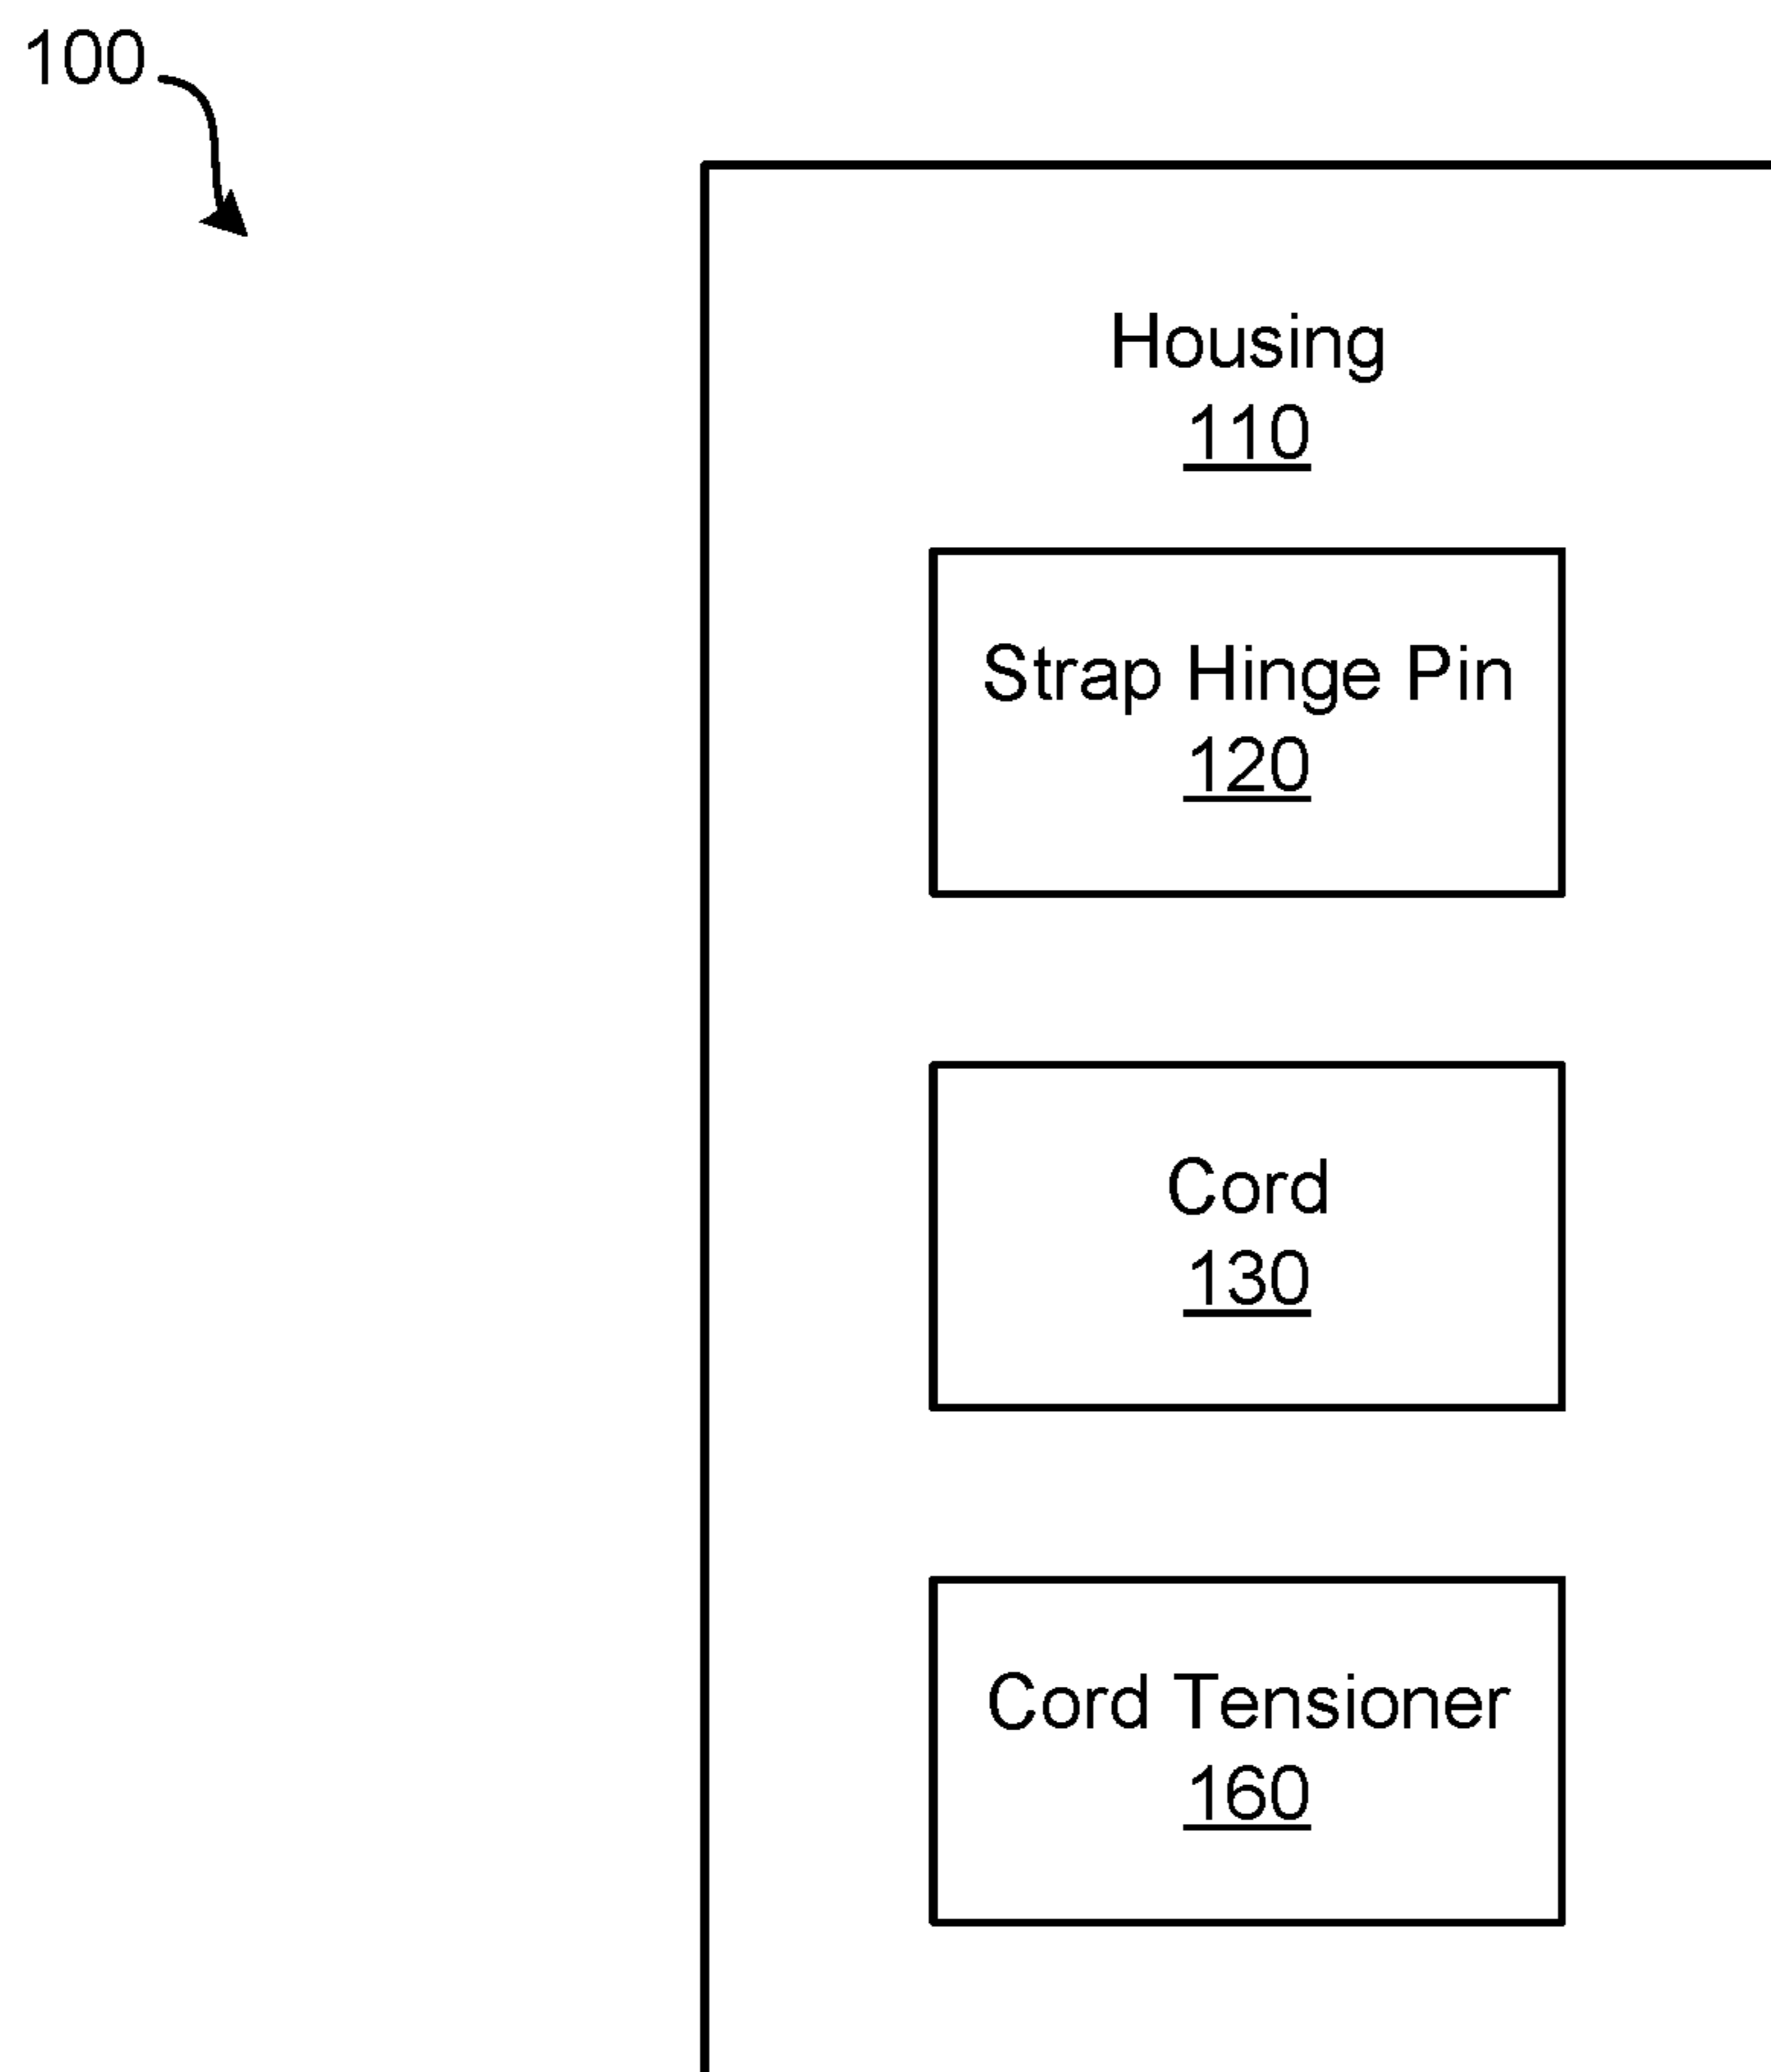 100
Housing
110
Strap Hinge Pin
120
Cord
130
Cord Tensioner
160